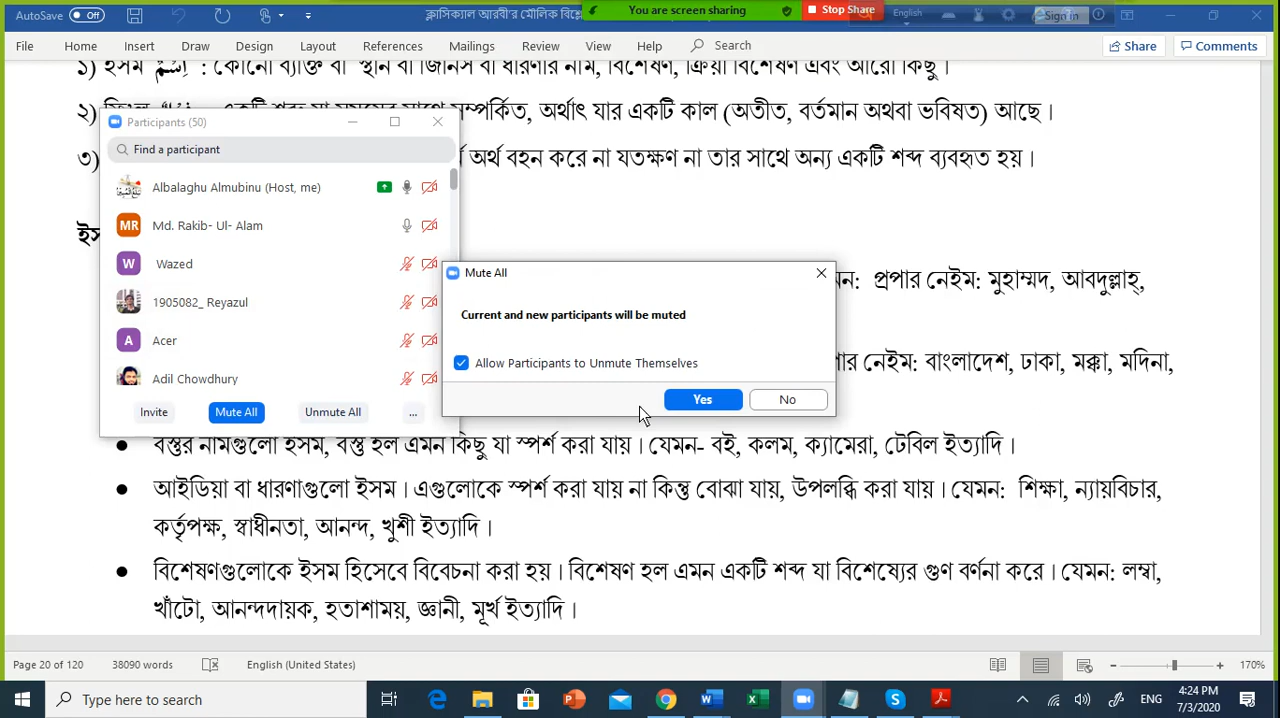 AutoSave Off
ক্লাসিক্যাল আরবী'র মৌলিক
You are screen sharing
Stop Share
English
Sign in
File Home Insert Draw Design Layout References Mailings Review View Help Search Share Comments
১) ইসম اِسْمٌ : কোনো ব্যক্তি বা স্থান বা জিনিস বা ধারণার নাম, বিশেষণ, ক্রিয়া বিশেষণ এবং আরো কিছু।
২)
সম্পর্কিত, অর্থাৎ যার একটি কাল (অতীত, বর্তমান অথবা ভবিষত) আছে।
৩)
অর্থ বহন করে না যতক্ষণ না তার সাথে অন্য একটি শব্দ ব্যবহৃত হয়।
Participants (50)
Find a participant
Albalaghu Almubinu (Host, me)
MR Md. Rakib- Ul- Alam
W Wazed
1905082_ Reyazul
A Acer
Adil Chowdhury
Invite Mute All Unmute All ...
Mute All
Current and new participants will be muted
Allow Participants to Unmute Themselves
Yes No
প্রপার নেইম: মুহাম্মদ, আবদুল্লাহ্,
নেইম: বাংলাদেশ, ঢাকা, মক্কা, মদিনা,
● বস্তুর নামগুলো ইসম, বস্তু হল এমন কিছু যা স্পর্শ করা যায়। যেমন- বই, কলম, ক্যামেরা, টেবিল ইত্যাদি।
● আইডিয়া বা ধারণাগুলো ইসম। এগুলোকে স্পর্শ করা যায় না কিন্তু বোঝা যায়, উপলব্ধি করা যায়। যেমন: শিক্ষা, ন্যায়বিচার,
কর্তৃপক্ষ, স্বাধীনতা, আনন্দ, খুশী ইত্যাদি।
● বিশেষণগুলোকে ইসম হিসেবে বিবেচনা করা হয়। বিশেষণ হল এমন একটি শব্দ যা বিশেষ্যের গুণ বর্ণনা করে। যেমন: লম্বা,
খাঁটো, আনন্দদায়ক, হতাশাময়, জ্ঞানী, মূর্খ ইত্যাদি।
Page 20 of 120 38090 words English (United States) 170%
Type here to search
ENG
4:24 PM
7/3/2020